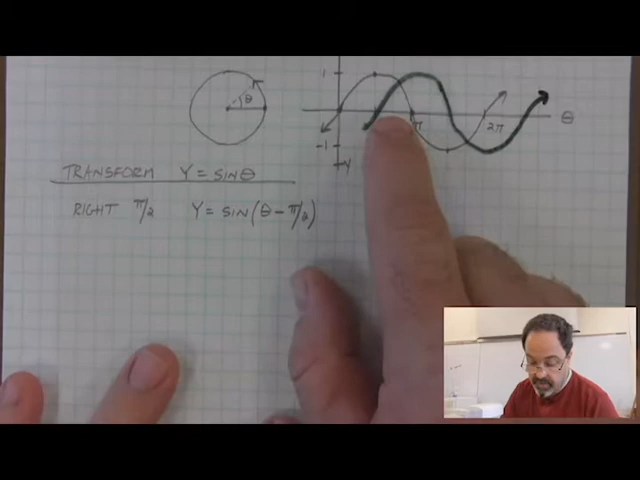 1
θ
π
2π
θ
-1
Y
TRANSFORM Y = SIN θ
RIGHT π/2 Y = SIN(θ - π/2)